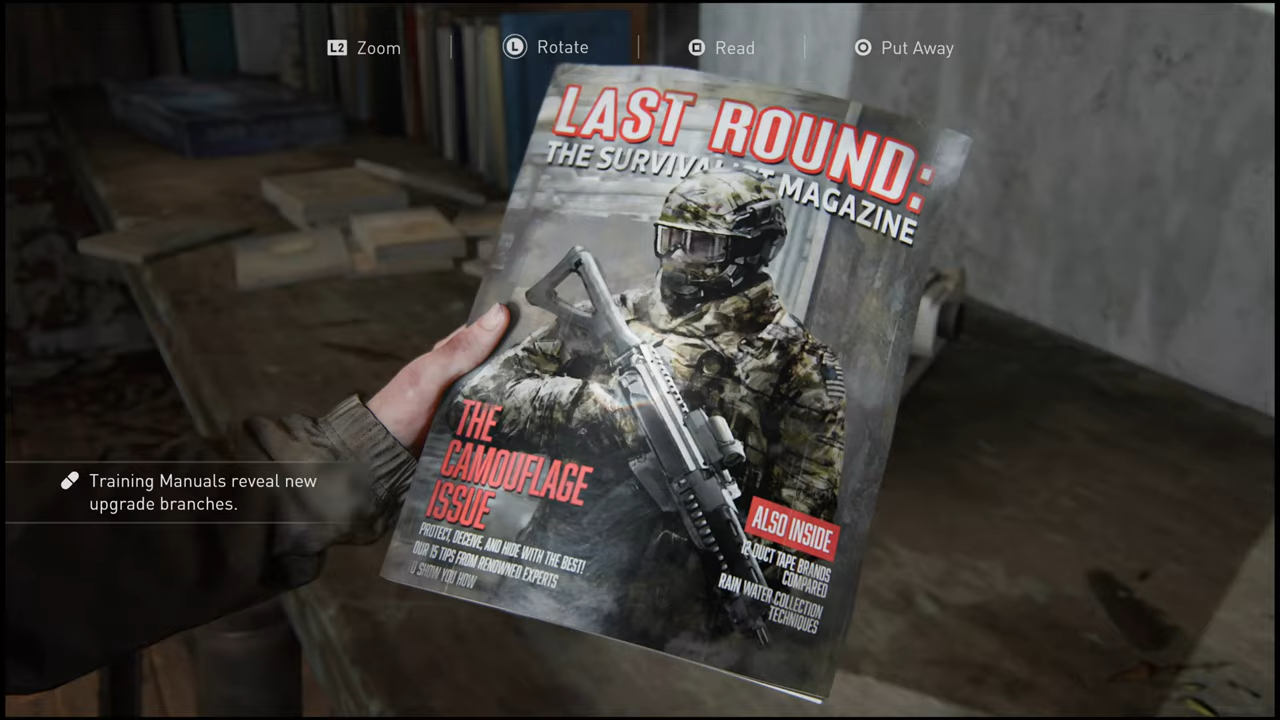 L2 Zoom
L Rotate
Read
Put Away
LAST ROUND:
THE SURVIVALIST MAGAZINE
THE
CAMOUFLAGE
ISSUE
PROTECT, DECEIVE, AND HIDE WITH THE BEST!
OUR 15 TIPS FROM RENOWNED EXPERTS
SHOW YOU HOW
ALSO INSIDE
12 DUCT TAPE BRANDS
COMPARED
RAIN WATER COLLECTION
TECHNIQUES
Training Manuals reveal new
upgrade branches.